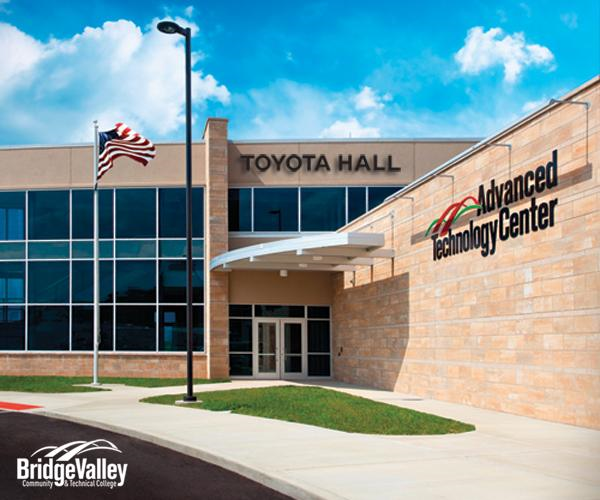 TOYOTA HALL
Advanced
Technology Center
BridgeValley
Community & Technical College